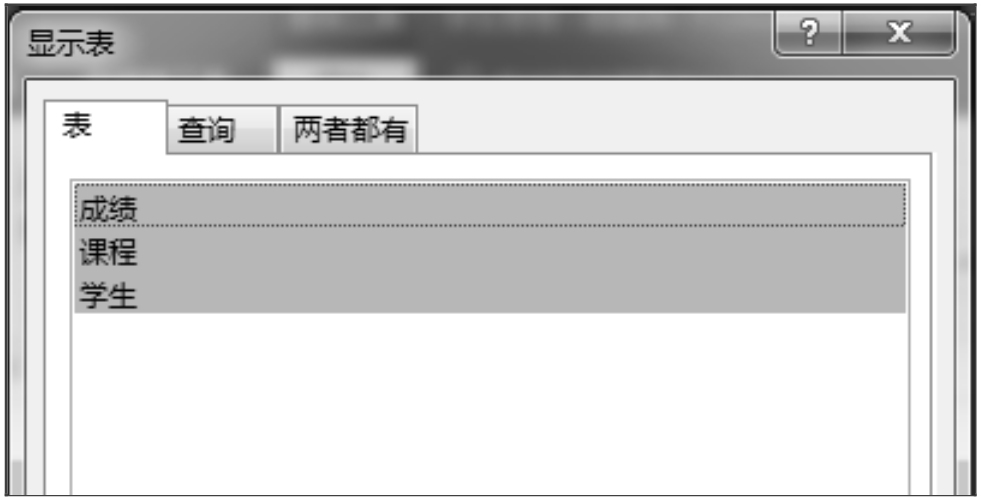 显示表
表 查询 两者都有
成绩
课程
学生